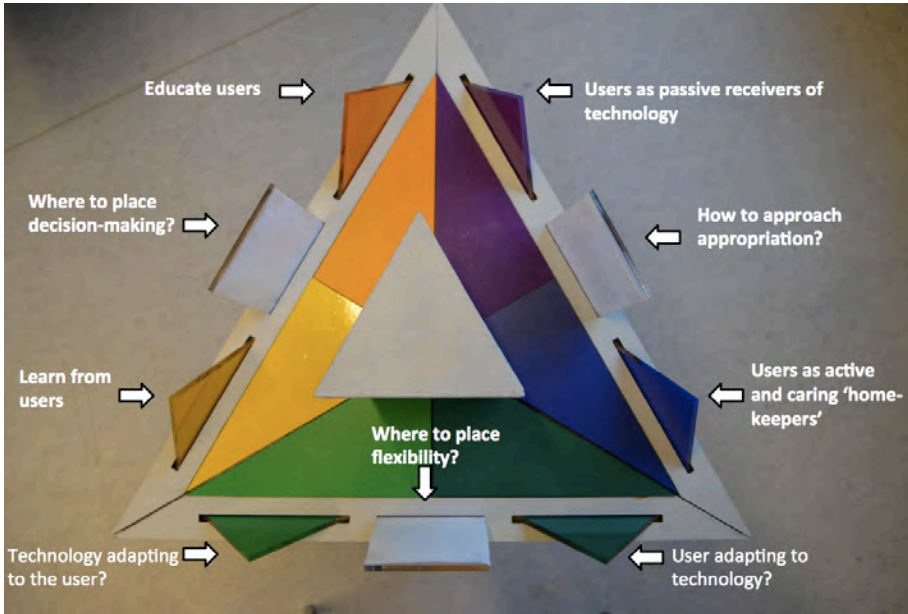 Educate users
Users as passive receivers of
technology
Where to place
decision-making?
How to approach
appropriation?
Learn from
users
Users as active
and caring 'home-
keepers'
Where to place
flexibility?
Technology adapting
to the user?
User adapting to
technology?